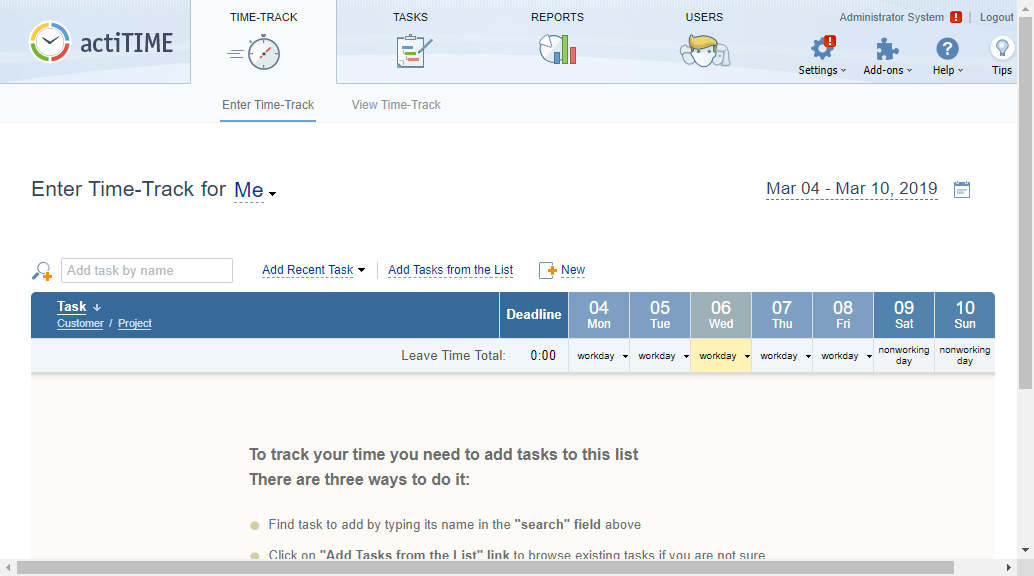 actiTIME
TIME-TRACK
TASKS
REPORTS
USERS
Administrator System ! | Logout
Settings
Add-ons
Help
Tips
Enter Time-Track
View Time-Track
Enter Time-Track for Me
Mar 04 - Mar 10, 2019
Add task by name
Add Recent Task
Add Tasks from the List
New
Task ↓
Customer / Project
Deadline
04 Mon
05 Tue
06 Wed
07 Thu
08 Fri
09 Sat
10 Sun
Leave Time Total: 0:00
workday
workday
workday
workday
workday
nonworking
day
nonworking
day
To track your time you need to add tasks to this list
There are three ways to do it:
Find task to add by typing its name in the "search" field above
Click on "Add Tasks from the List" link to browse existing tasks if you are not sure